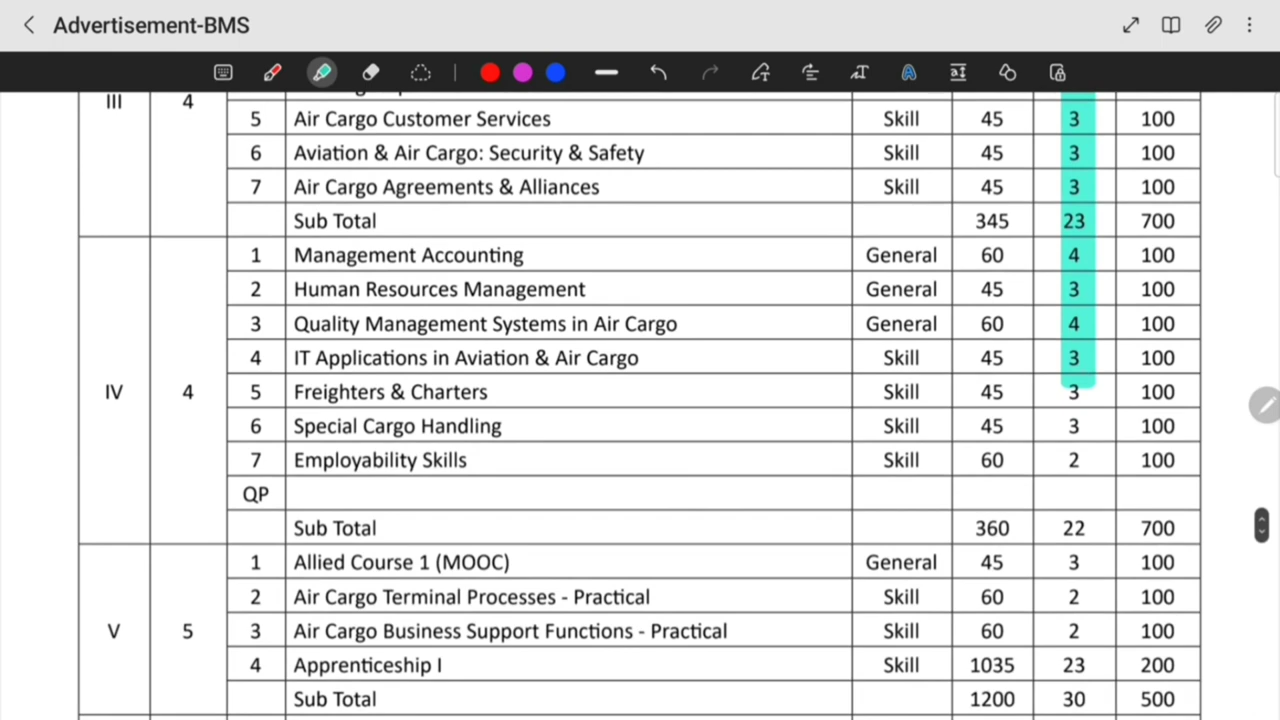 Advertisement-BMS
III 4
5 Air Cargo Customer Services Skill 45 3 100
6 Aviation & Air Cargo: Security & Safety Skill 45 3 100
7 Air Cargo Agreements & Alliances Skill 45 3 100
Sub Total 345 23 700
1 Management Accounting General 60 4 100
2 Human Resources Management General 45 3 100
3 Quality Management Systems in Air Cargo General 60 4 100
4 IT Applications in Aviation & Air Cargo Skill 45 3 100
IV 4 5 Freighters & Charters Skill 45 3 100
6 Special Cargo Handling Skill 45 3 100
7 Employability Skills Skill 60 2 100
QP
Sub Total 360 22 700
1 Allied Course 1 (MOOC) General 45 3 100
2 Air Cargo Terminal Processes - Practical Skill 60 2 100
V 5 3 Air Cargo Business Support Functions - Practical Skill 60 2 100
4 Apprenticeship I Skill 1035 23 200
Sub Total 1200 30 500